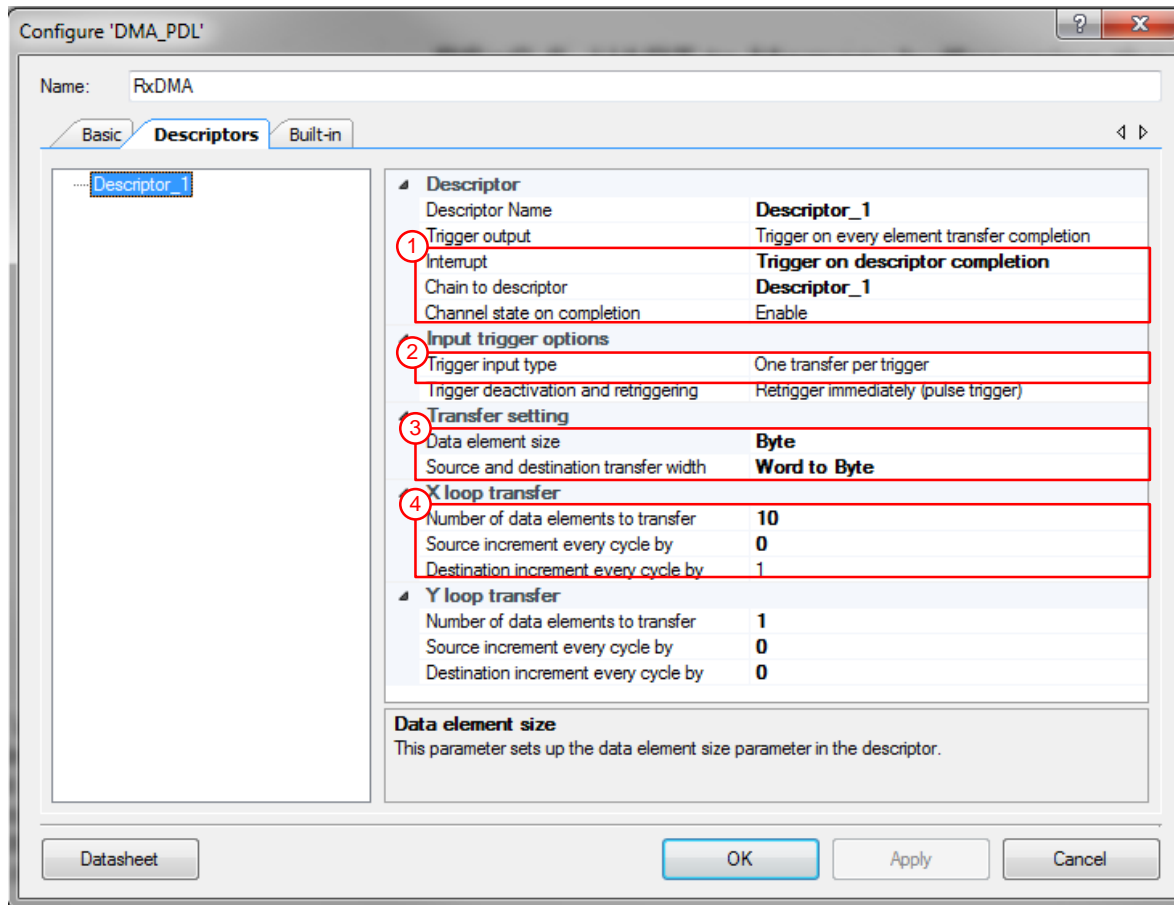 Configure 'DMA_PDL'
Name: RxDMA
Basic Descriptors Built-in
Descriptor_1
Descriptor
Descriptor Name Descriptor_1
Trigger output Trigger on every element transfer completion
1
Interrupt Trigger on descriptor completion
Chain to descriptor Descriptor_1
Channel state on completion Enable
Input trigger options
2
Trigger input type One transfer per trigger
Trigger deactivation and retriggering Retrigger immediately (pulse trigger)
Transfer setting
3
Data element size Byte
Source and destination transfer width Word to Byte
X loop transfer
4
Number of data elements to transfer 10
Source increment every cycle by 0
Destination increment every cycle by 1
Y loop transfer
Number of data elements to transfer 1
Source increment every cycle by 0
Destination increment every cycle by 0
Data element size
This parameter sets up the data element size parameter in the descriptor.
Datasheet OK Apply Cancel